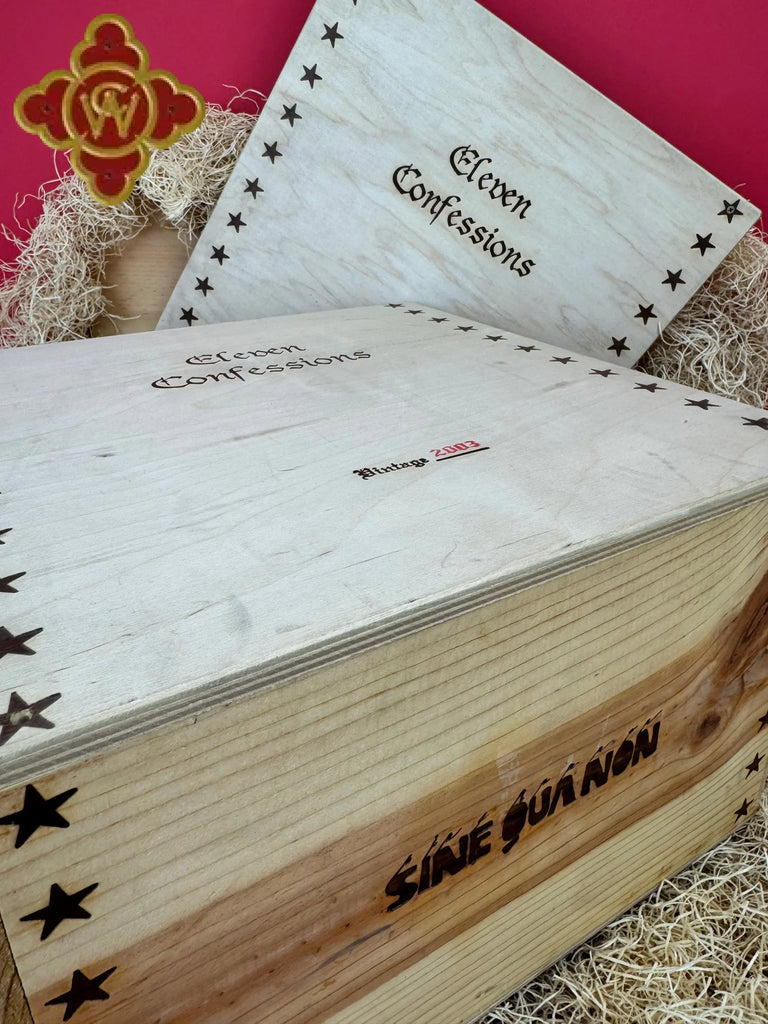 Eleven
Confessions
Eleven
Confessions
Vintage 2003
SINE QUA NON